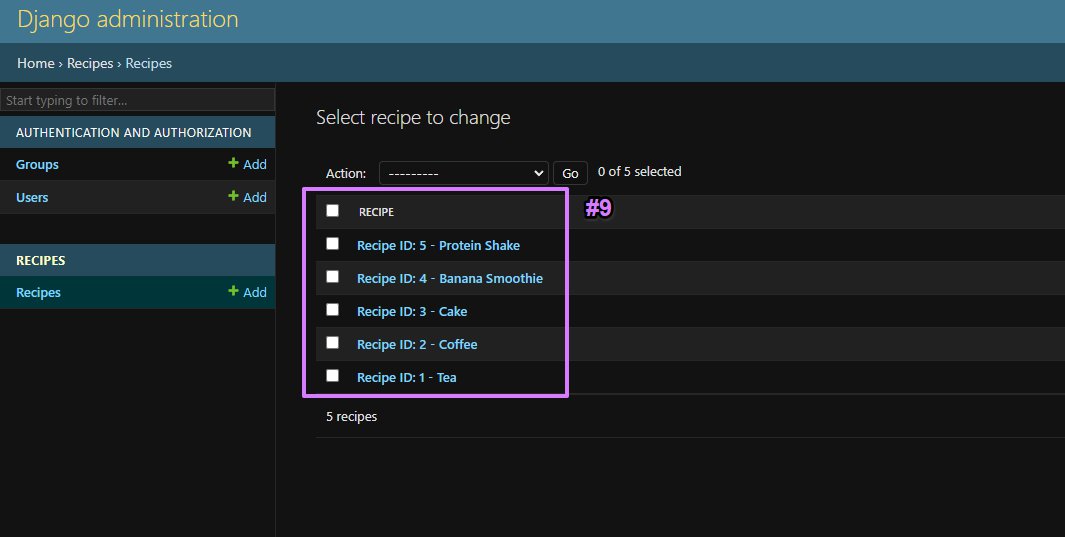 Django administration
Home › Recipes › Recipes
Start typing to filter...
AUTHENTICATION AND AUTHORIZATION
Groups + Add
Users + Add
RECIPES
Recipes + Add
Select recipe to change
Action: --------- Go 0 of 5 selected
RECIPE #9
Recipe ID: 5 - Protein Shake
Recipe ID: 4 - Banana Smoothie
Recipe ID: 3 - Cake
Recipe ID: 2 - Coffee
Recipe ID: 1 - Tea
5 recipes